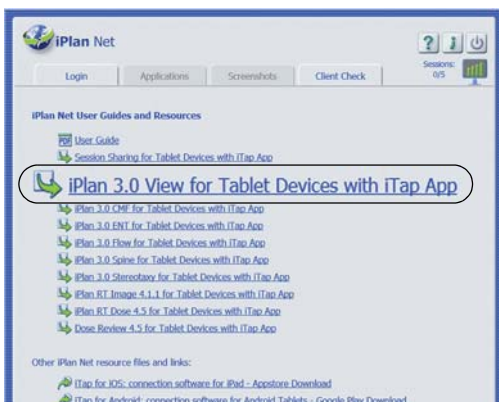 iPlan Net
? i
Login Applications Screenshots Client Check
Sessions:
0/5
iPlan Net User Guides and Resources
PDF User Guide
Session Sharing for Tablet Devices with iTap App
iPlan 3.0 View for Tablet Devices with iTap App
iPlan 3.0 CMF for Tablet Devices with iTap App
iPlan 3.0 ENT for Tablet Devices with iTap App
iPlan 3.0 Flow for Tablet Devices with iTap App
iPlan 3.0 Spine for Tablet Devices with iTap App
iPlan 3.0 Stereotaxy for Tablet Devices with iTap App
iPlan RT Image 4.1.1 for Tablet Devices with iTap App
iPlan RT Dose 4.5 for Tablet Devices with iTap App
Dose Review 4.5 for Tablet Devices with iTap App
Other iPlan Net resource files and links:
iTap for iOS: connection software for iPad - Appstore Download
iTap for Android: connection software for Android Tablets - Google Play Download